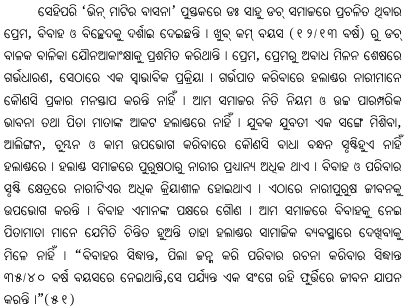 ସେହିପରି ‘ଭିନ୍ ମାଟିର ବାସନା’ ପୁସ୍ତକରେ ଡଃ ସାହୁ ଡଚ୍ ସମାଜରେ ପ୍ରଚଳିତ ଥିବାର
ପ୍ରେମ, ବିବାହ ଓ ବିଚ୍ଛେଦକୁ ଦର୍ଶାଇ ଦେଇଛନ୍ତି । ଖୁବ୍ କମ୍ ବୟସ (୧୨/୧୩ ବର୍ଷ) ରୁ ଡଚ୍
ବାଳକ ବାଳିକା ଯୌନଆକାଂକ୍ଷାକୁ ପ୍ରଶମିତ କରିଥାନ୍ତି । ପ୍ରେମ, ପ୍ରେମରୁ ଅବାଧ ମିଳନ ଶେଷରେ
ଗର୍ଭଧାରଣ, ସେଠାରେ ଏକ ସ୍ୱାଭାବିକ ପ୍ରକ୍ରିୟା । ଗର୍ଭପାତ କରିବାରେ ହଲାଣ୍ଡର ନାରୀମାନେ
କୌଣସି ପ୍ରକାର ମନସ୍ତାପ କରନ୍ତି ନାହିଁ । ଆମ ସମାଜର ନିତି ନିୟମ ଓ ଉଚ୍ଚ ପାରମ୍ପରିକ
ଭାବନା ତଥା ପିତା ମାତାଙ୍କ ଆକଟ ହଲାଣ୍ଡରେ ନାହିଁ । ଯୁବକ ଯୁବତୀ ଏକ ସଙ୍ଗେ ମିଶିବା,
ଆଲିଙ୍ଗନ, ଚୁମ୍ବନ ଓ କାମ ଉପଭୋଗ କରିବାରେ କୌଣସି ବାଧା ବନ୍ଧନ ସୃଷ୍ଟିହୁଏ ନାହିଁ
ହଲାଣ୍ଡରେ । ହଲାଣ୍ଡ ସମାଜରେ ପୁରୁଷଠାରୁ ନାରୀର ପ୍ରଧାନ୍ୟ ଅଧିକ ଥାଏ । ବିବାହ ଓ ପରିବାର
ସୃଷ୍ଟି କ୍ଷେତ୍ରରେ ନାରୀଟିଏର ଅଧିକ କ୍ରିୟାଶୀଳ ହୋଇଥାଏ । ଏଠାରେ ନାରୀପୁରୁଷ ଜୀବନକୁ
ଉପଭୋଗ କରନ୍ତି । ବିବାହ ଏମାନଙ୍କ ପକ୍ଷରେ ଗୌଣ । ଆମ ସମାଜରେ ବିବାହକୁ ନେଇ
ପିତାମାତା ମାନେ ଯେମିତି ଚିନ୍ତିତ ହୁଅନ୍ତି ତାହା ହଲାଣ୍ଡର ସାମାଜିକ ବ୍ୟବସ୍ଥାରେ ଦେଖିବାକୁ
ମିଳେ ନାହିଁ । “ବିବାହର ସିଦ୍ଧାନ୍ତ, ପିଲା ଜନ୍ମ କରି ପରିବାର ରଚନା କରିବାର ସିଦ୍ଧାନ୍ତ
୩୫/୪୦ ବର୍ଷ ବୟସରେ ନେଇଥାନ୍ତି,ସେ ପର୍ଯ୍ୟନ୍ତ ଏକ ସଂଗେ ରହି ଫୁର୍ତ୍ତିରେ ଜୀବନ ଯାପନ
କରନ୍ତି ।”(୫୧)